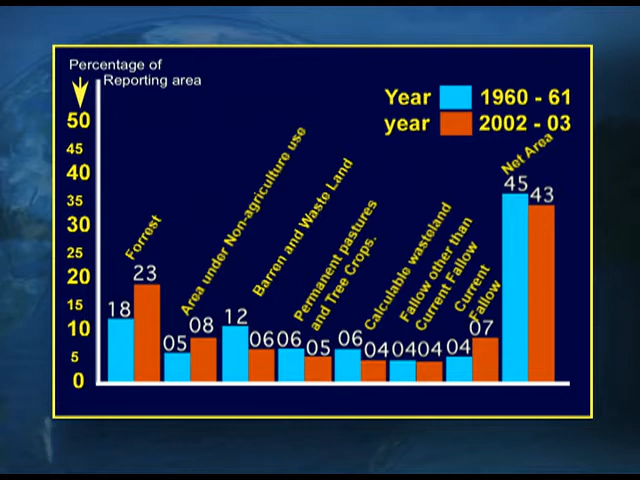 Percentage of
Reporting area
Year 1960 - 61
year 2002 - 03
50
45
40
35
30
25
20
15
10
5
0
Forrest
Area under Non-agriculture use
Barren and Waste Land
Permanent pastures
and Tree Crops.
Calculable wasteland
Fallow other than
Current Fallow
Current
Fallow
Net Area
18 23
05 08
12 06
06 05
06 04
04 04
04 07
45 43